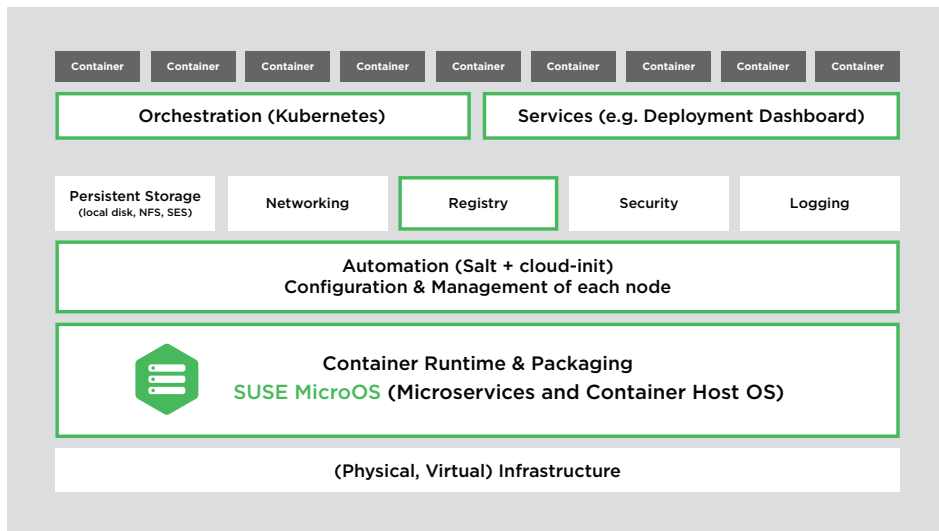 Container Container Container Container Container Container Container Container Container
Orchestration (Kubernetes)
Services (e.g. Deployment Dashboard)
Persistent Storage
(local disk, NFS, SES)
Networking
Registry
Security
Logging
Automation (Salt + cloud-init)
Configuration & Management of each node
Container Runtime & Packaging
SUSE MicroOS (Microservices and Container Host OS)
(Physical, Virtual) Infrastructure